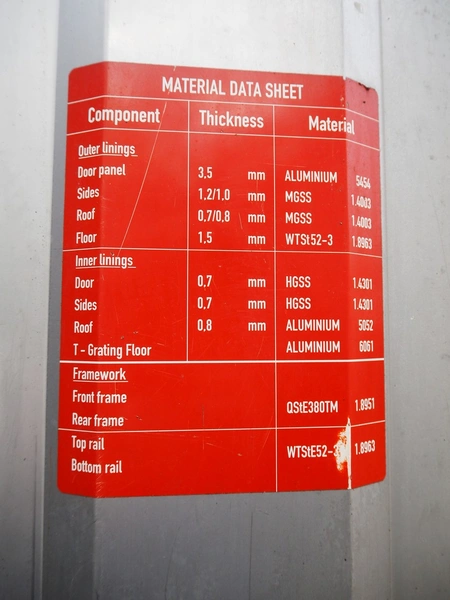 MATERIAL DATA SHEET
Component Thickness Material
Outer linings
Door panel 3.5 mm ALUMINIUM 5454
Sides 1,2/1,0 mm MGSS 1.4003
Roof 0,7/0,8 mm MGSS 1.4003
Floor 1,5 mm WTSt52-3 1.8963
Inner linings
Door 0,7 mm HGSS 1.4301
Sides 0,7 mm HGSS 1.4301
Roof 0,8 mm ALUMINIUM 5052
T - Grating Floor ALUMINIUM 6061
Framework
Front frame
QStE380TM 1.8951
Rear frame
Top rail
WTStE52-3 1.8963
Bottom rail